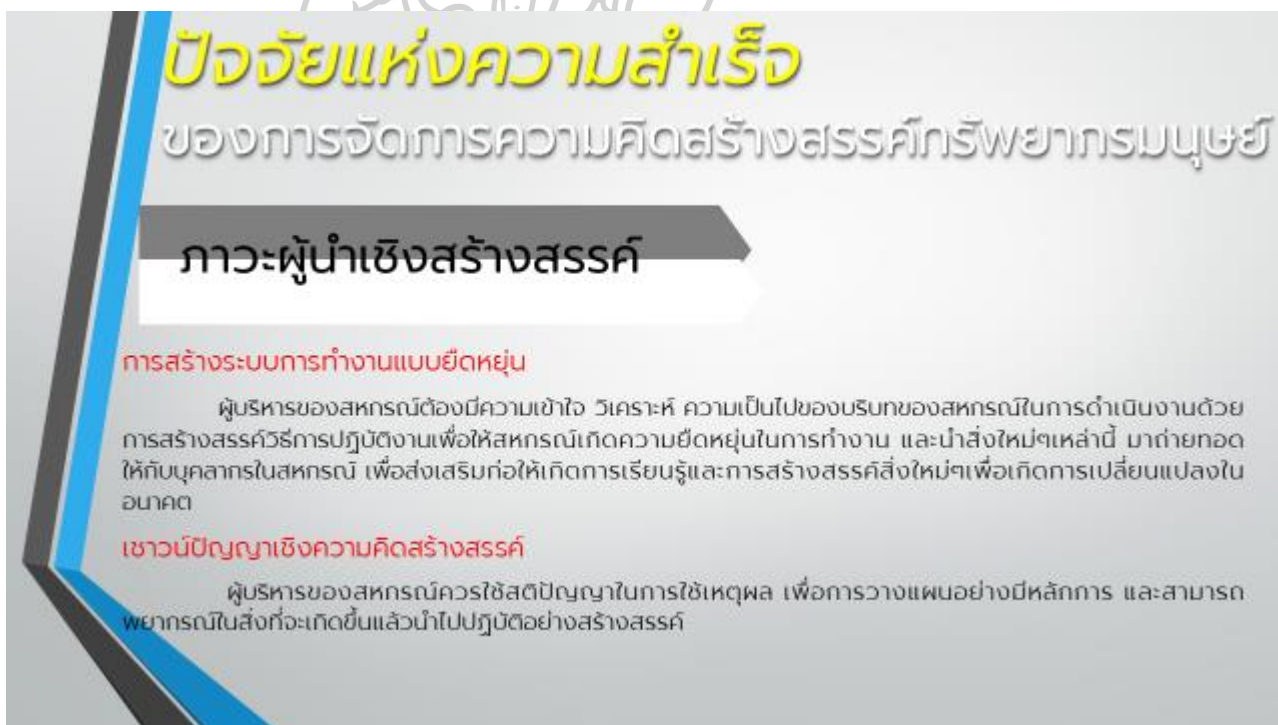 ปัจจัยแห่งความสำเร็จ
ของการจัดการความคิดสร้างสรรค์ทรัพยากรมนุษย์
ภาวะผู้นำเชิงสร้างสรรค์
การสร้างระบบการทำงานแบบยืดหยุ่น
ผู้บริหารของสหกรณ์ต้องมีความเข้าใจ วิเคราะห์ ความเป็นไปของบริบทของสหกรณ์ในการดำเนินงานด้วย
การสร้างสรรค์วิธีการปฏิบัติงานเพื่อให้สหกรณ์เกิดความยืดหยุ่นในการทำงาน และนำสิ่งใหม่ๆเหล่านี้ มาถ่ายทอด
ให้กับบุคลากรในสหกรณ์ เพื่อส่งเสริมก่อให้เกิดการเรียนรู้และการสร้างสรรค์สิ่งใหม่ๆเพื่อเกิดการเปลี่ยนแปลงใน
อนาคต
เชาวน์ปัญญาเชิงความคิดสร้างสรรค์
ผู้บริหารของสหกรณ์ควรใช้สติปัญญาในการใช้เหตุผล เพื่อการวางแผนอย่างมีหลักการ และสามารถ
พยากรณ์ในสิ่งที่จะเกิดขึ้นแล้วนำไปปฏิบัติอย่างสร้างสรรค์